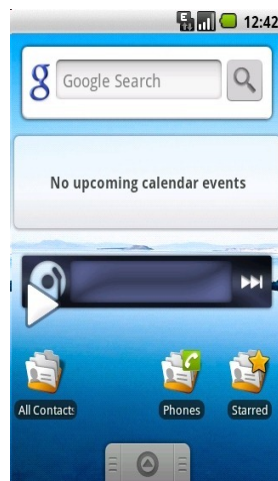 E
12:42
g Google Search
No upcoming calendar events
All Contacts Phones Starred